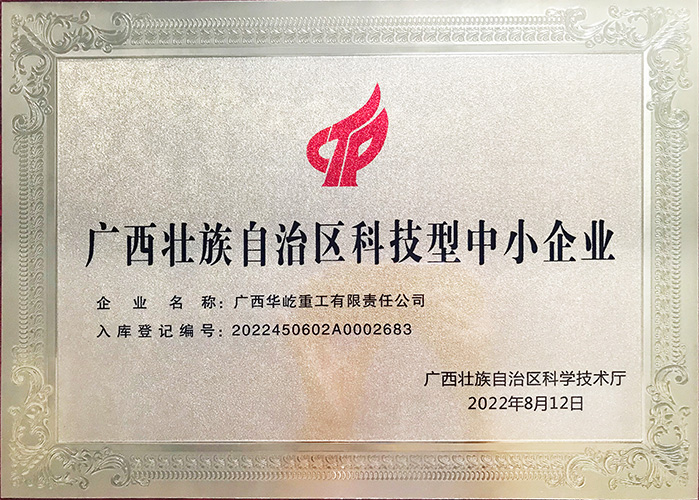 广西壮族自治区科技型中小企业
企业名称：广西华屹重工有限责任公司
入库登记编号：2022450602A0002683
广西壮族自治区科学技术厅
2022年8月12日